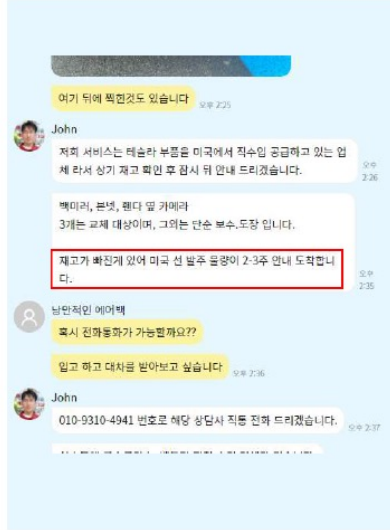 여기 뒤에 찍힌것도 있습니다
오후 2:25
John
저희 서비스는 테슬라 부품을 미국에서 직수입 공급하고 있는 업
체 라서 상기 재고 확인 후 잠시 뒤 안내 드리겠습니다.
오후
2:26
백미러, 본넷, 휀다 옆 카메라
3개는 교체 대상이며, 그외는 단순 보수.도장 입니다.
재고가 빠진게 있어 미국 선 발주 물량이 2-3주 안내 도착합니
다.
오후
2:35
낭만적인 에어백
혹시 전화통화가 가능할까요??
입고 하고 대차를 받아보고 싶습니다
오후 2:36
John
010-9310-4941 번호로 해당 상담사 직통 전화 드리겠습니다.
오후 2:37